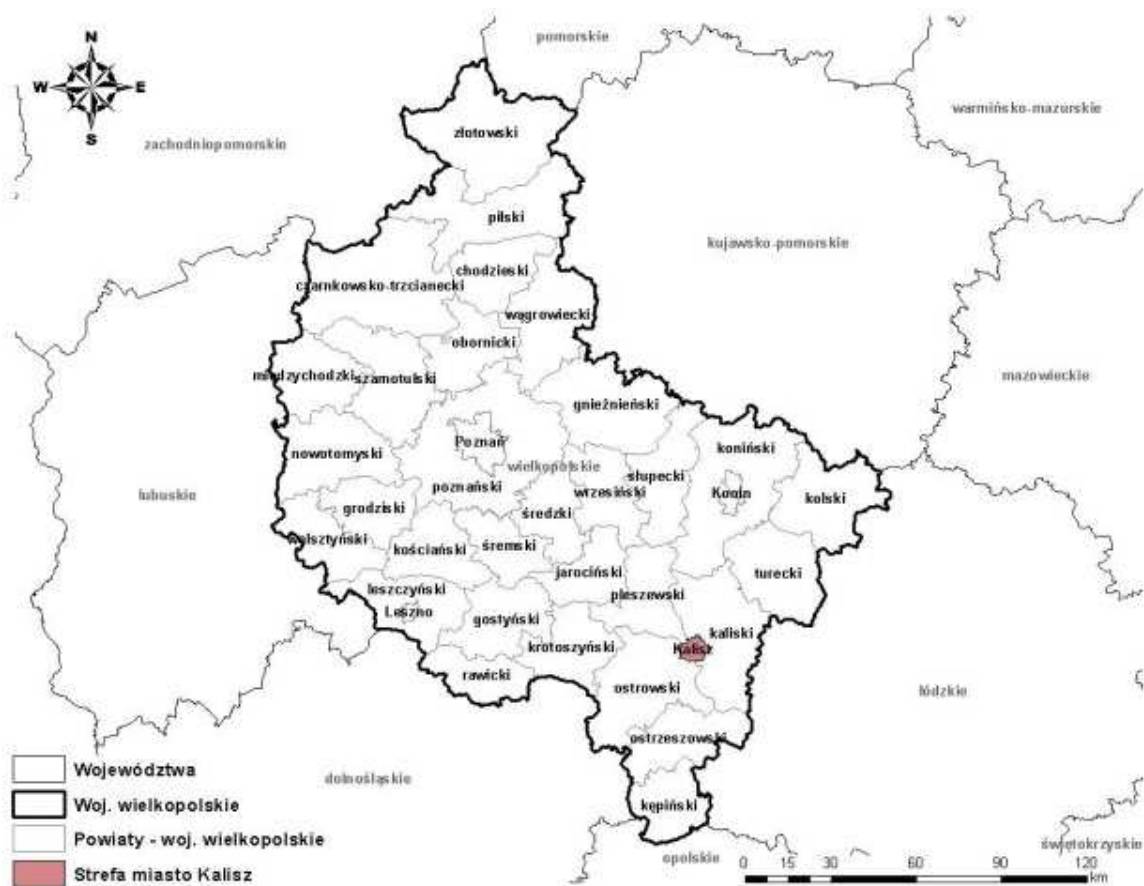 N
W E
S
pomorskie
warmińsko-mazurskie
zachodniopomorskie
złotowski
pilski
kujawsko-pomorskie
chodzieski
czarnkowsko-trzcianecki
wągrowiecki
obornicki
międzychodzki
szamotulski
mazowieckie
gnieźnieński
Poznań
koniński
nowotomyski
wielkopolskie
słupecki
lubuskie
poznański
wrzesiński
Konin
kolski
grodziski
średzki
wolsztyński
kościański
śremski
jarociński
turecki
leszczyński
pleszewski
Leszno
gostyński
kaliski
krotoszyński
Kalisz
rawicki
ostrowski
łódzkie
ostrzeszowski
dolnośląskie
kępiński
opolskie
świętokrzyskie
Województwa
Woj. wielkopolskie
Powiaty - woj. wielkopolskie
Strefa miasto Kalisz
0 15 30 60 90 120
km